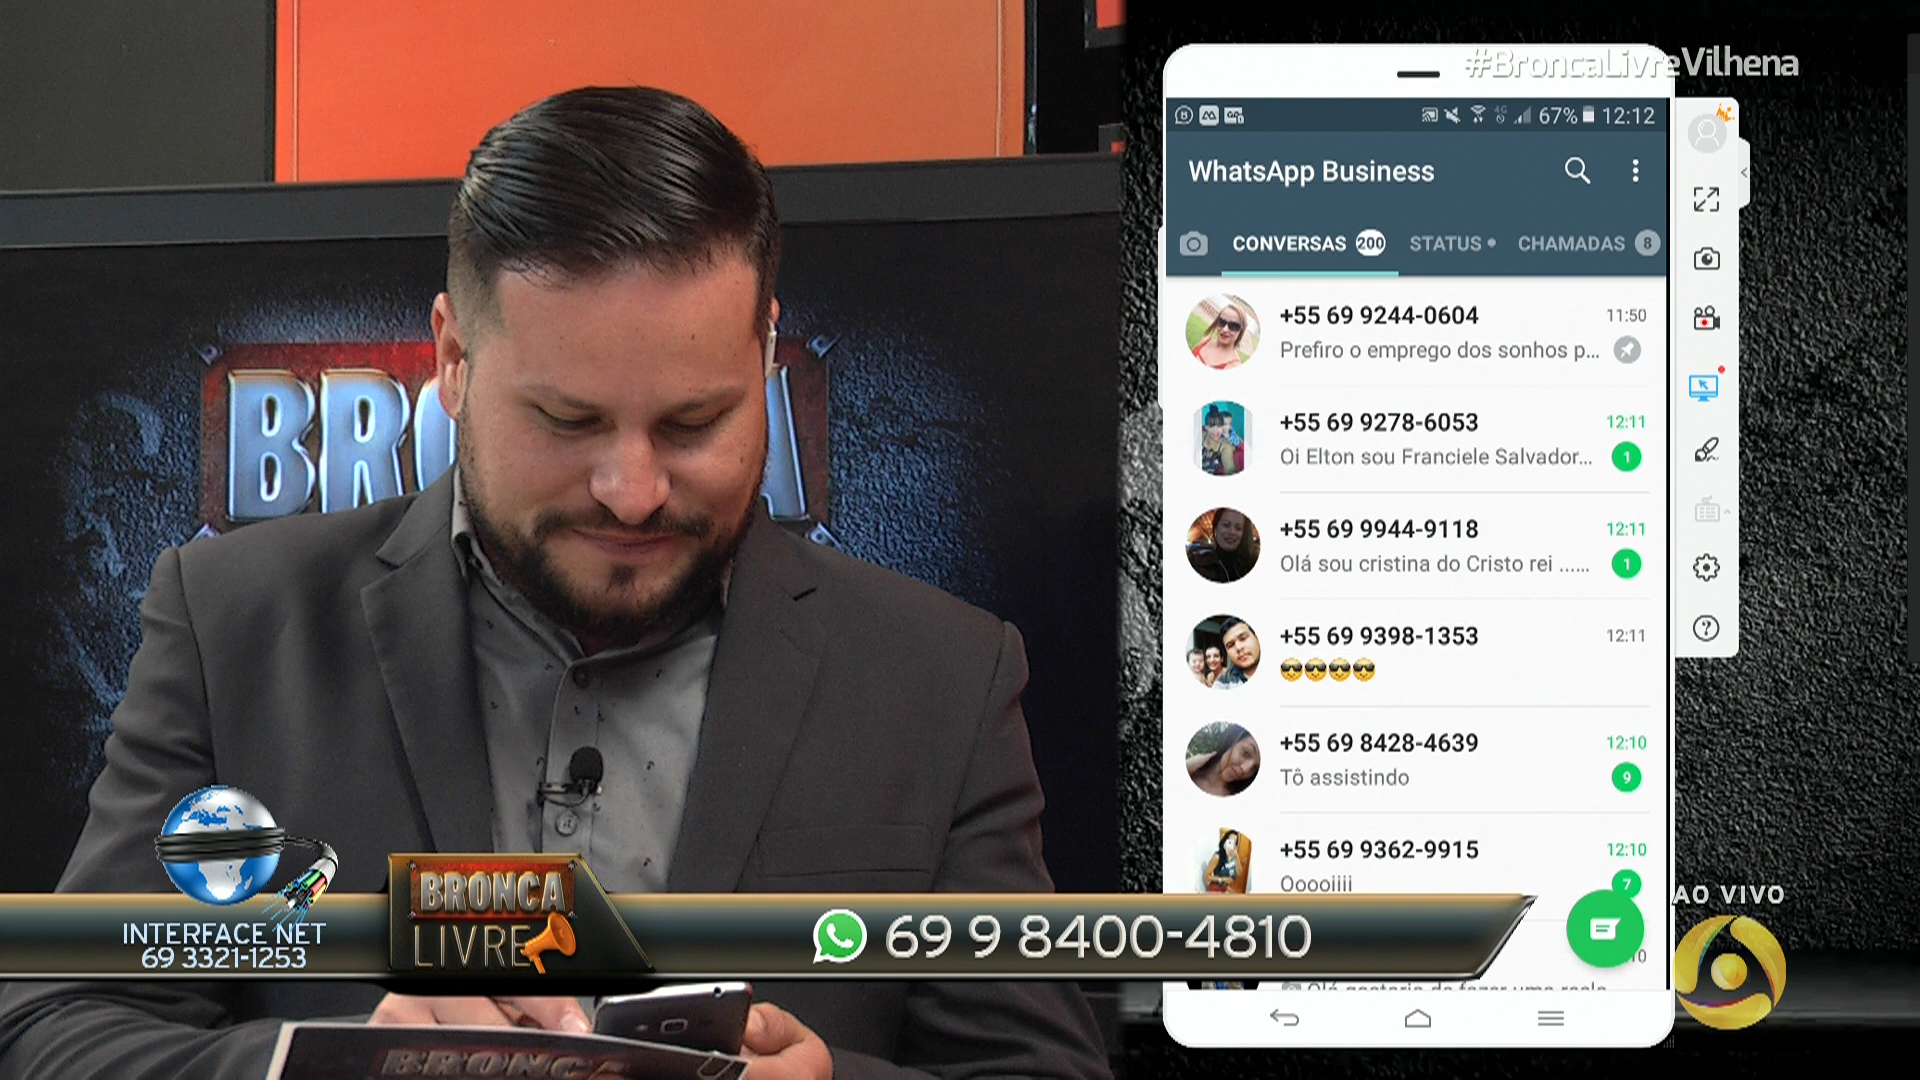 #BroncaLivreVilhena
67% 12:12
WhatsApp Business
CONVERSAS 200 STATUS CHAMADAS 8
+55 69 9244-0604 11:50
Prefiro o emprego dos sonhos p...
+55 69 9278-6053 12:11
Oi Elton sou Franciele Salvador... 1
+55 69 9944-9118 12:11
Olá sou cristina do Cristo rei ...... 1
+55 69 9398-1353 12:11
😎😎😎😎
+55 69 8428-4639 12:10
Tô assistindo 9
+55 69 9362-9915 12:10
Ooooiiii 7
BRONCA
LIVRE
INTERFACE NET
69 3321-1253
69 9 8400-4810
AO VIVO
BRONCA